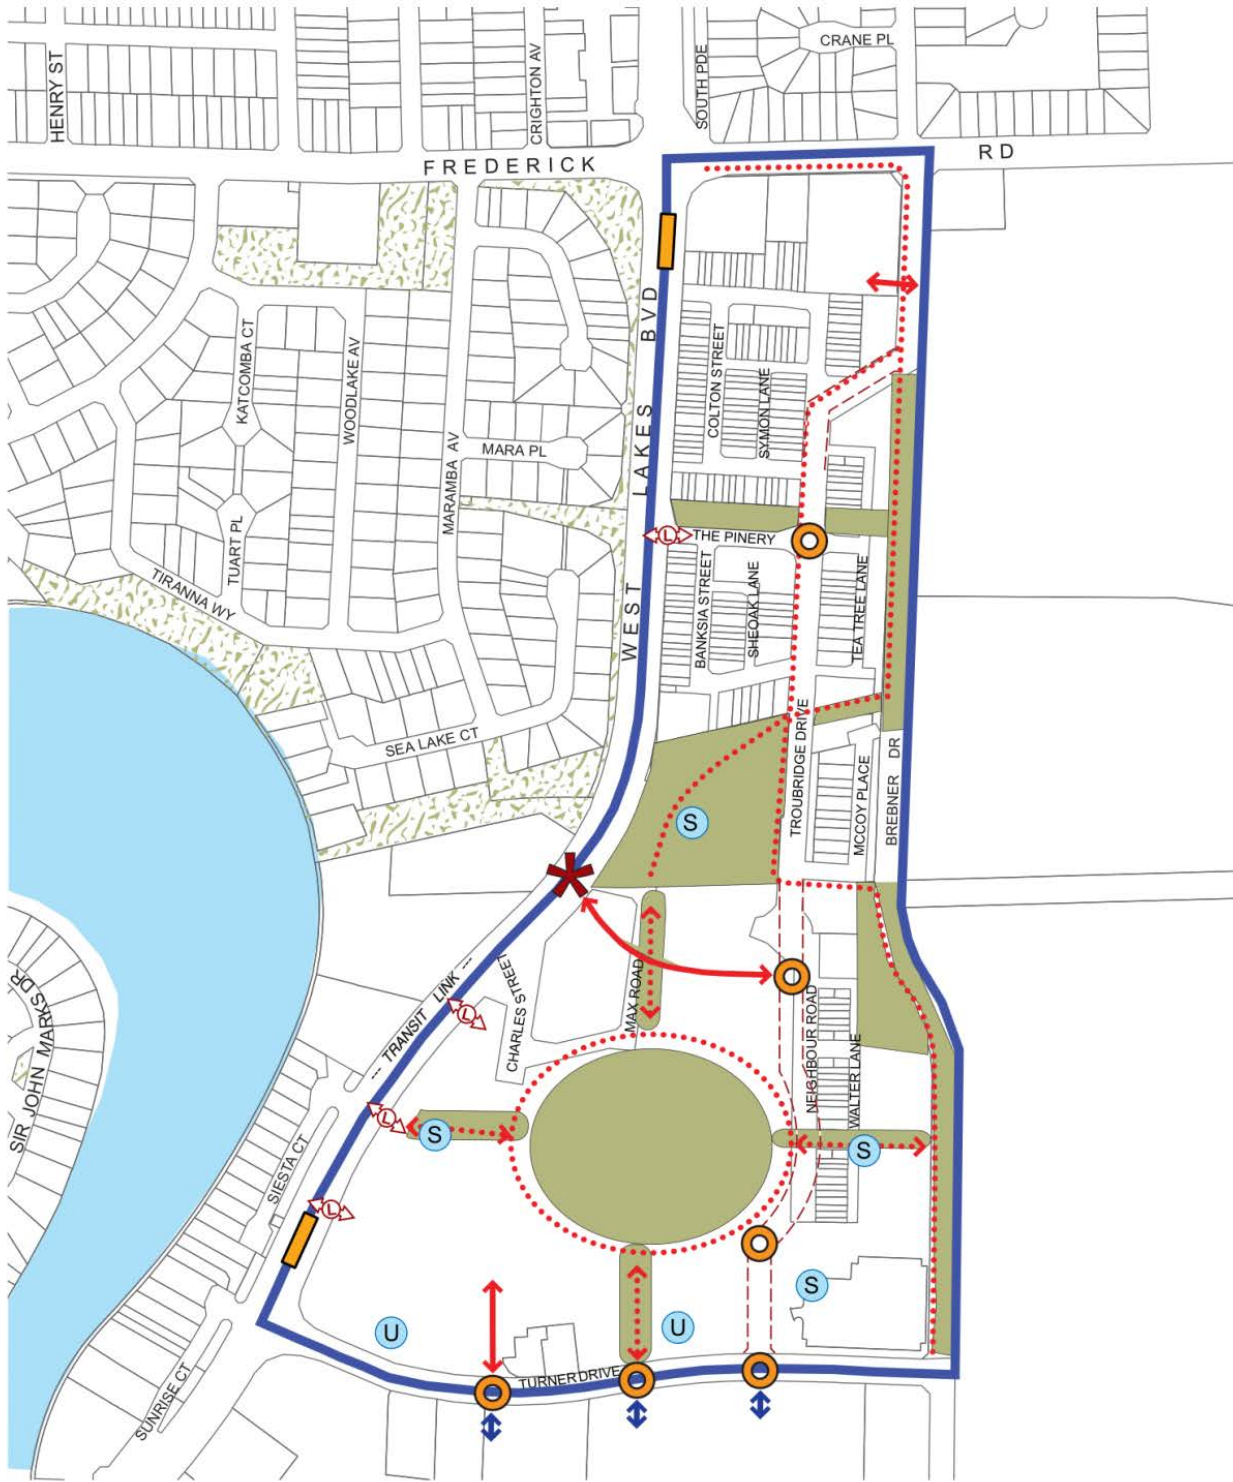 CRANE PL
HENRY ST
CRIGHTON AV
SOUTH PDE
FREDERICK RD
WEST LAKES BVD
KATCOMBA CT
WOODLAKE AV
MARAMBA AV
MARA PL
COLTON STREET
SYMON LANE
TUART PL
TIRANNA WY
L
THE PINERY
BANKSIA STREET
SHEOAK LANE
TEA TREE LANE
SEA LAKE CT
TROUBRIDGE DRIVE
MCCOY PLACE
BREBNER DR
S
SIR JOHN MARKS DR
--- TRANSIT LINK ---
CHARLES STREET
MAX ROAD
NEIGHBOUR ROAD
WALTER LANE
L
L
S
S
SIESTA CT
L
S
U
U
TURNER DRIVE
SUNRISE CT